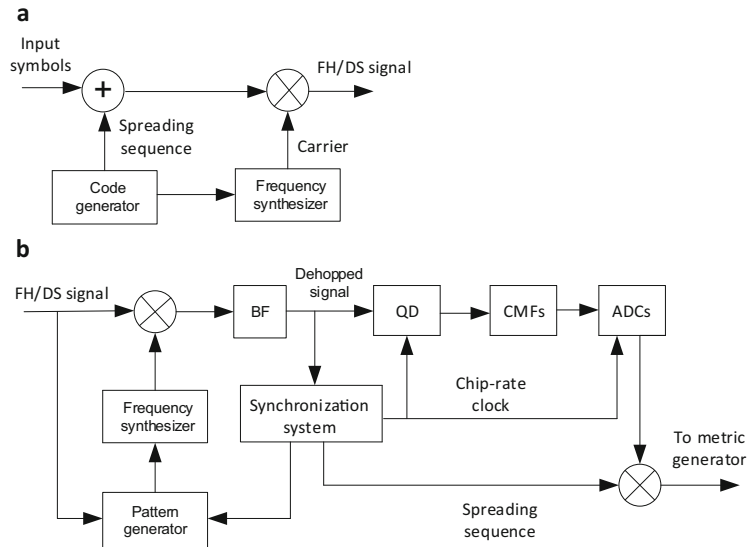 a
Input
symbols
FH/DS signal
+
Spreading
sequence
Carrier
Code
generator
Frequency
synthesizer
b
FH/DS signal
Dehopped
signal
BF
QD
CMFs
ADCs
Frequency
synthesizer
Synchronization
system
Chip-rate
clock
To metric
generator
Pattern
generator
Spreading
sequence